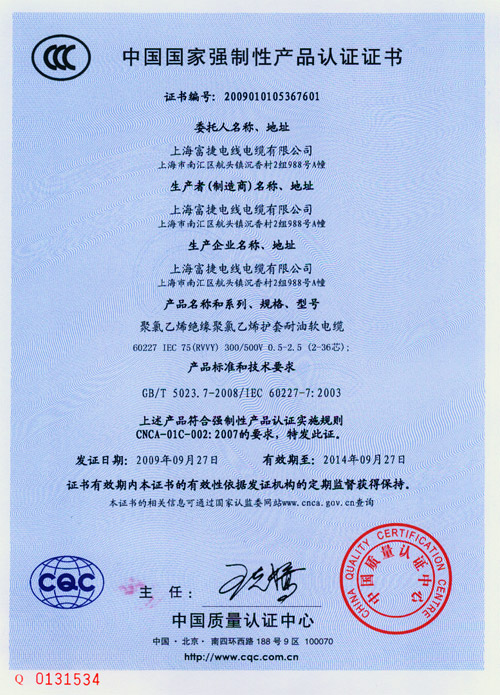 CCC
中国国家强制性产品认证证书
证书编号: 2009010105367601
委托人名称、地址
上海富捷电线电缆有限公司
上海市南汇区航头镇沉香村2组988号A幢
生产者(制造商)名称、地址
上海富捷电线电缆有限公司
上海市南汇区航头镇沉香村2组988号A幢
生产企业名称、地址
上海富捷电线电缆有限公司
上海市南汇区航头镇沉香村2组988号A幢
产品名称和系列、规格、型号
聚氯乙烯绝缘聚氯乙烯护套耐油软电缆
60227 IEC 75(RVVY) 300/500V 0.5-2.5 (2-36芯);
产品标准和技术要求
GB/T 5023.7-2008/IEC 60227-7:2003
上述产品符合强制性产品认证实施规则
CNCA-01C-002:2007的要求，特发此证。
发证日期: 2009年09月27日 有效期至: 2014年09月27日
证书有效期内本证书的有效性依据发证机构的定期监督获得保持。
本证书的相关信息可通过国家认监委网站www.cnca.gov.cn查询
CQC
主任:
CHINA QUALITY CERTIFICATION CENTRE
中国质量认证中心
中国质量认证中心
中国·北京·南四环西路188号9区 100070
http://www.cqc.com.cn
Q 0131534